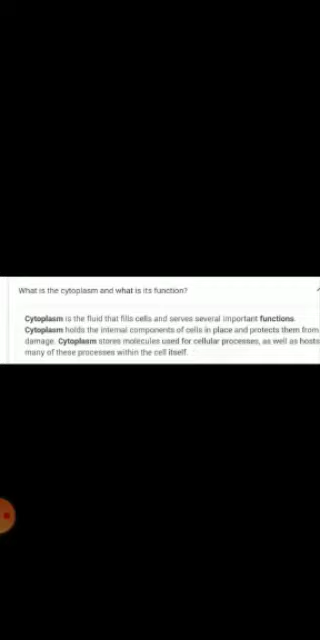 What is the cytoplasm and what is its function?
Cytoplasm is the fluid that fills cells and serves several important functions.
Cytoplasm holds the internal components of cells in place and protects them from
damage. Cytoplasm stores molecules used for cellular processes, as well as hosts
many of these processes within the cell itself.